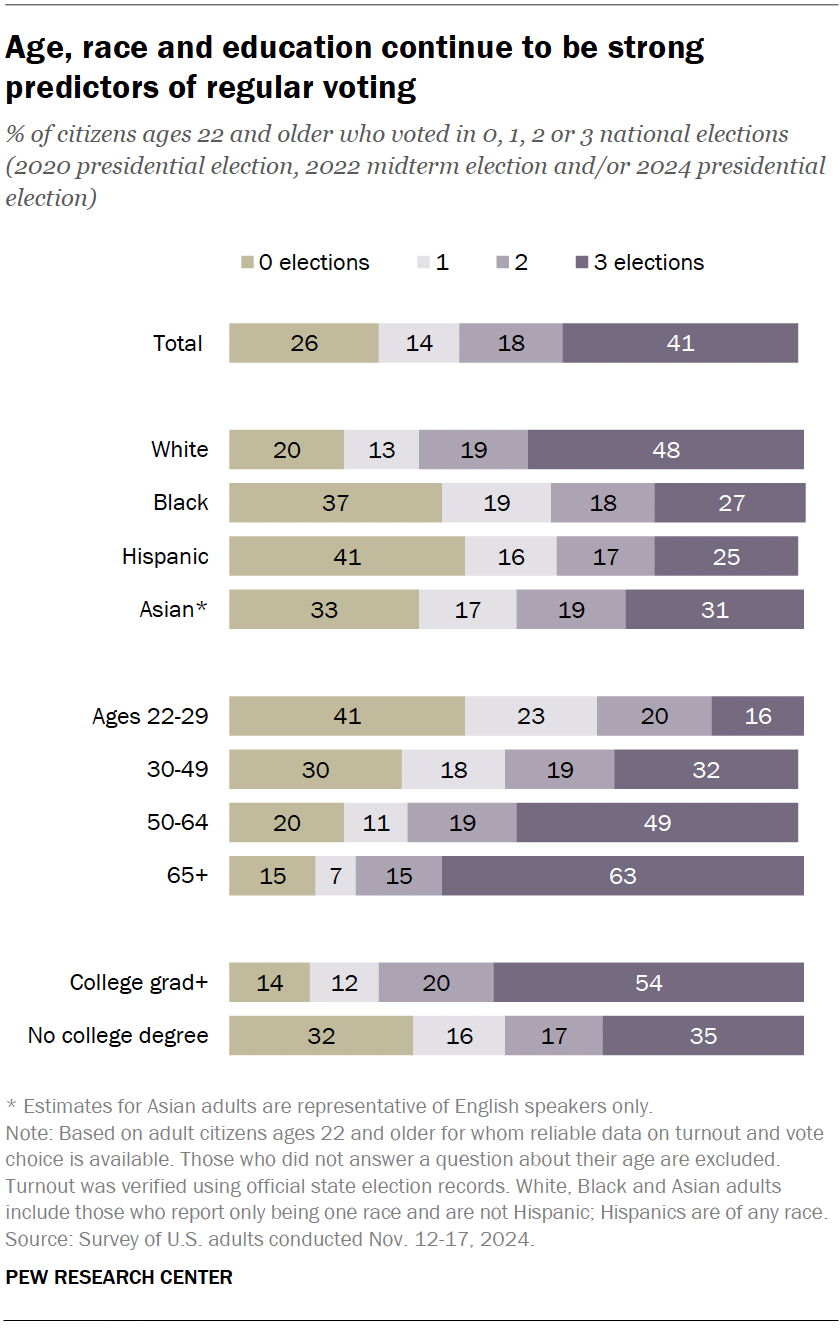 Age, race and education continue to be strong
predictors of regular voting
% of citizens ages 22 and older who voted in 0, 1, 2 or 3 national elections
(2020 presidential election, 2022 midterm election and/or 2024 presidential
election)
0 elections 1 2 3 elections
Total 26 14 18 41
White 20 13 19 48
Black 37 19 18 27
Hispanic 41 16 17 25
Asian* 33 17 19 31
Ages 22-29 41 23 20 16
30-49 30 18 19 32
50-64 20 11 19 49
65+ 15 7 15 63
College grad+ 14 12 20 54
No college degree 32 16 17 35
* Estimates for Asian adults are representative of English speakers only.
Note: Based on adult citizens ages 22 and older for whom reliable data on turnout and vote
choice is available. Those who did not answer a question about their age are excluded.
Turnout was verified using official state election records. White, Black and Asian adults
include those who report only being one race and are not Hispanic; Hispanics are of any race.
Source: Survey of U.S. adults conducted Nov. 12-17, 2024.
PEW RESEARCH CENTER